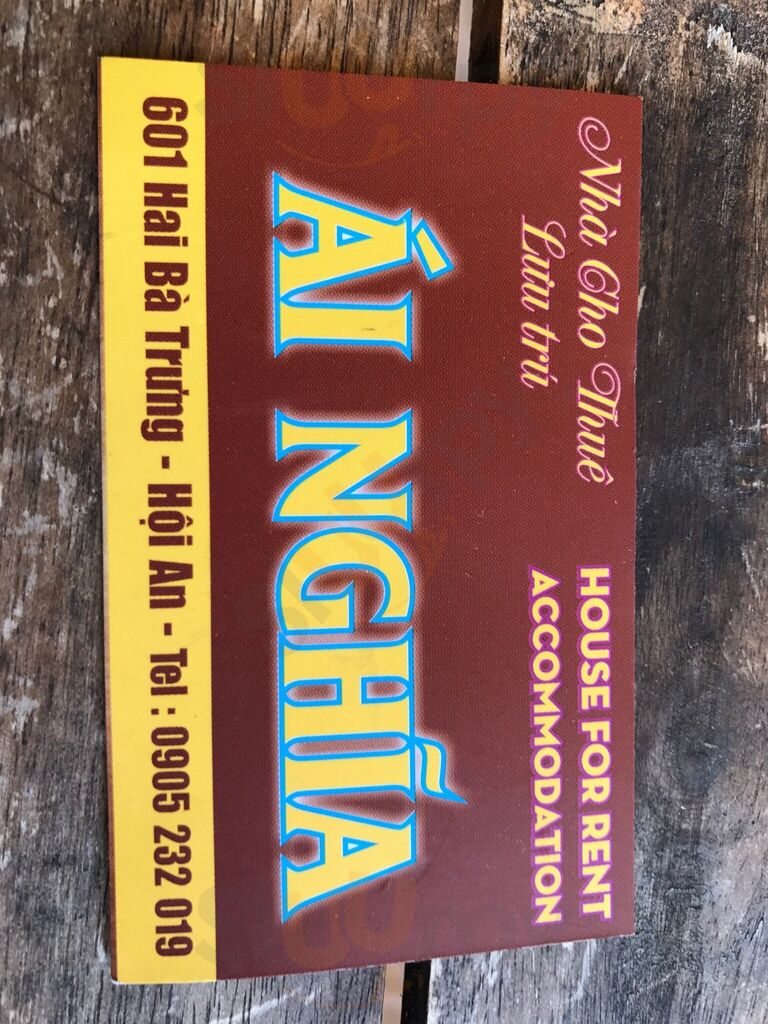 Nhà Cho Thuê
Lưu trú
HOUSE FOR RENT
ACCOMMODATION
ÁI NGHĨA
601 Hai Bà Trưng - Hội An - Tel : 0905 232 019